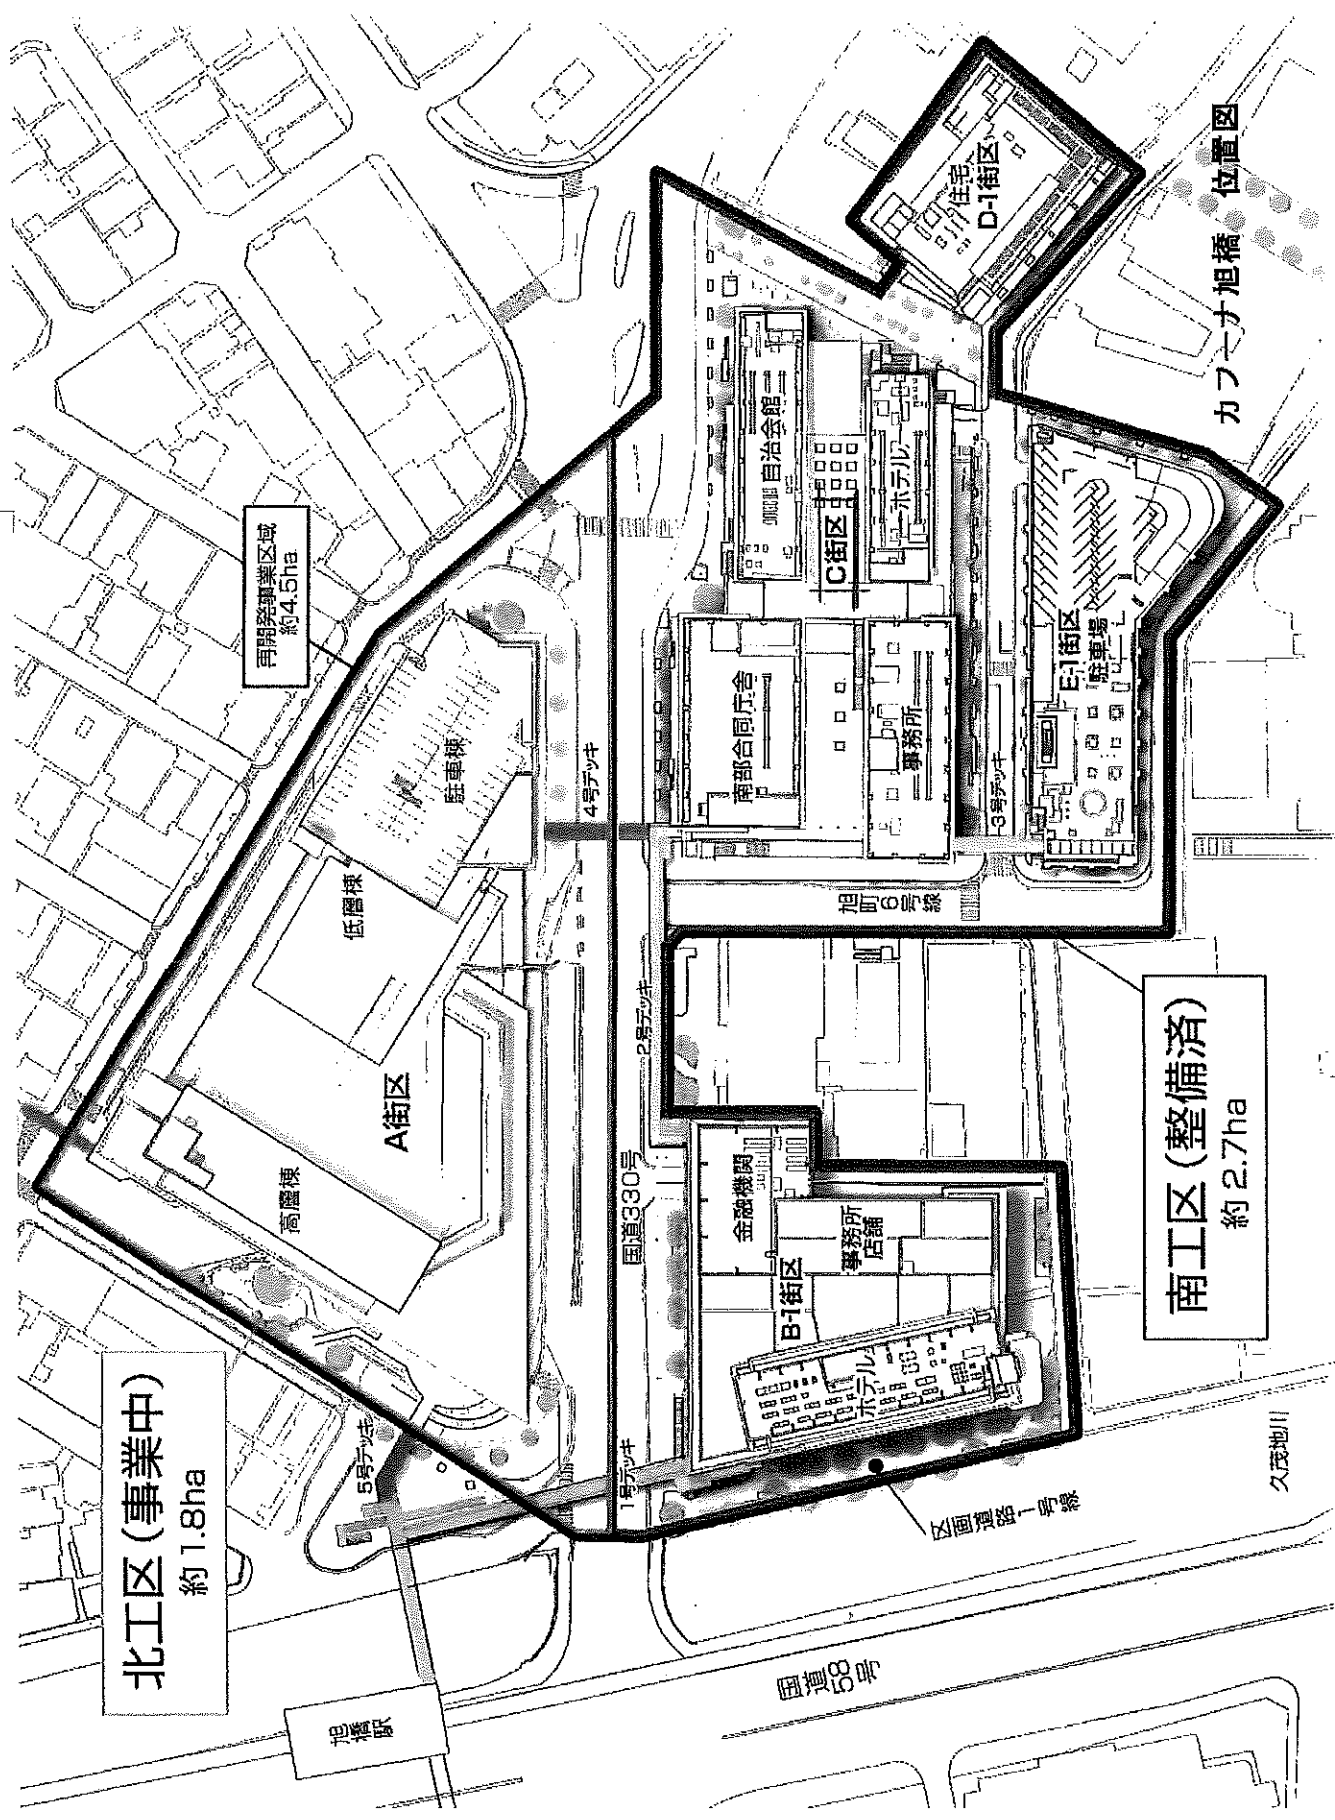 カフーナ旭橋 位置図
北工区(事業中)
約1.8ha
再開発事業区域
約4.5ha
南工区(整備済)
約2.7ha
旭橋駅
5号デッキ
高層棟
A街区
低層棟
駐車棟
4号デッキ
1号デッキ
国道330号
2号デッキ
金融機関
B-1街区
事務所
店舗
ホテル
南部合同庁舎
自治会館
C街区
事務所
ホテル
旭町6号線
3号デッキ
E-1街区
駐車場
住宅
D-1街区
区画道路1号線
国道58号
久茂地川